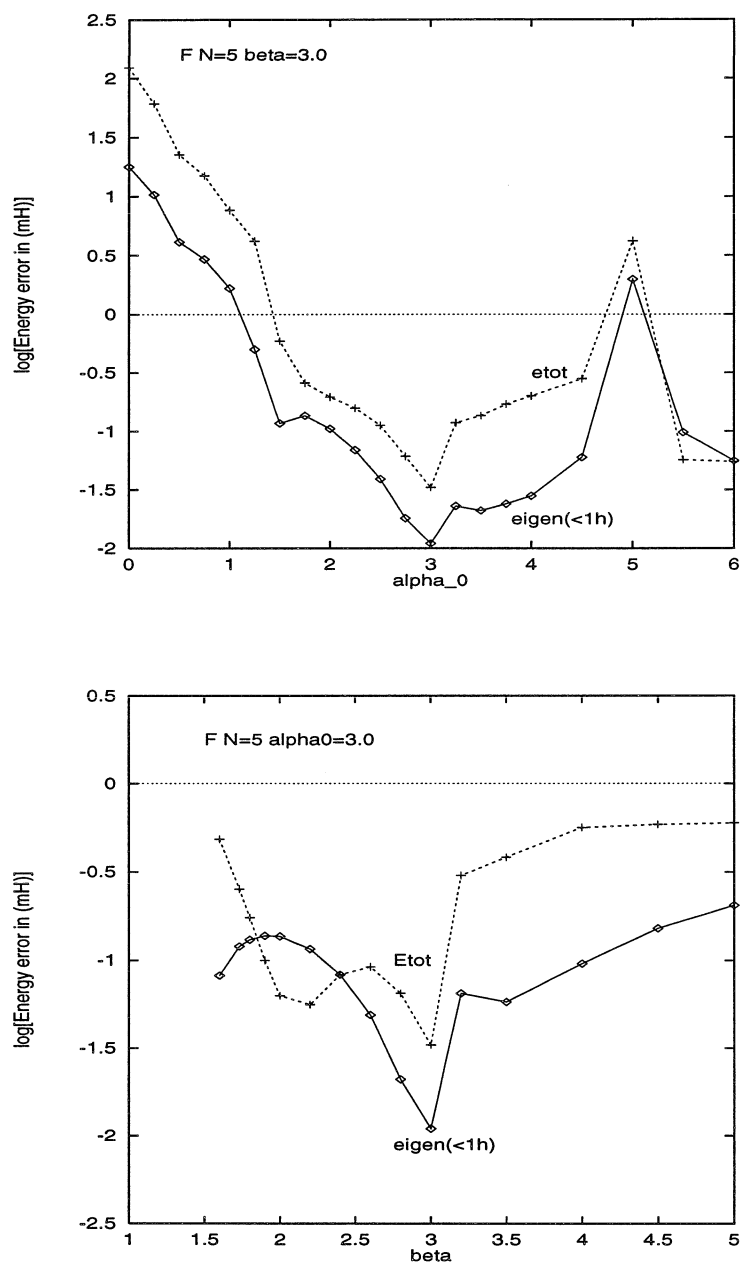 2.5
F N=5 beta=3.0
2
1.5
1
0.5
0
-0.5
-1
-1.5
-2
log[Energy error in (mH)]
etot
eigen(<1h)
0 1 2 3 4 5 6
alpha_0
0.5
F N=5 alpha0=3.0
0
-0.5
-1
-1.5
-2
-2.5
log[Energy error in (mH)]
Etot
eigen(<1h)
1 1.5 2 2.5 3 3.5 4 4.5 5
beta